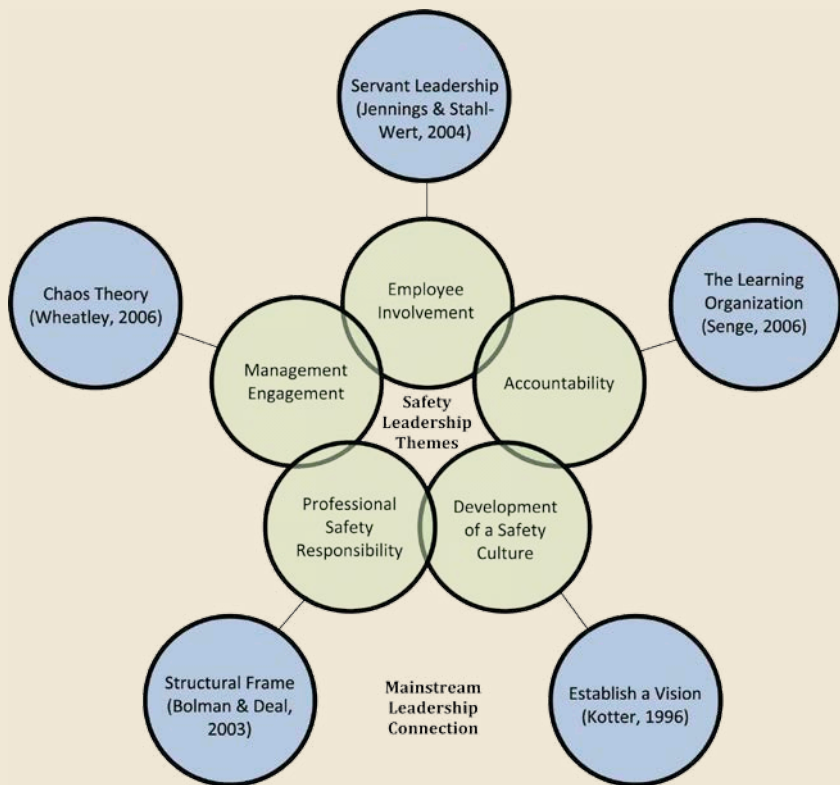 Servant Leadership
(Jennings & Stahl-
Wert, 2004)
Chaos Theory
(Wheatley, 2006)
Employee
Involvement
The Learning
Organization
(Senge, 2006)
Management
Engagement
Accountability
Safety
Leadership
Themes
Professional
Safety
Responsibility
Development
of a Safety
Culture
Structural Frame
(Bolman & Deal,
2003)
Mainstream
Leadership
Connection
Establish a Vision
(Kotter, 1996)